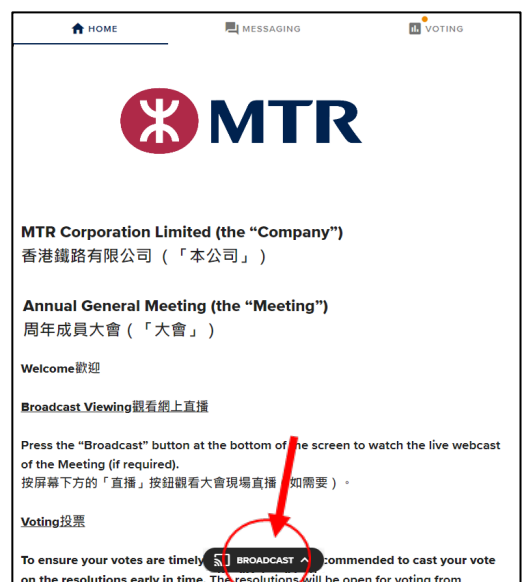 HOME MESSAGING VOTING
MTR
MTR Corporation Limited (the “Company”)
香港鐵路有限公司 (「本公司」)
Annual General Meeting (the “Meeting”)
周年成員大會 (「大會」)
Welcome歡迎
Broadcast Viewing觀看網上直播
Press the “Broadcast” button at the bottom of the screen to watch the live webcast
of the Meeting (if required).
按屏幕下方的「直播」按鈕觀看大會現場直播 (如需要)。
Voting投票
To ensure your votes are timely commended to cast your vote
BROADCAST
on the resolutions early in time. The resolutions will be open for voting from